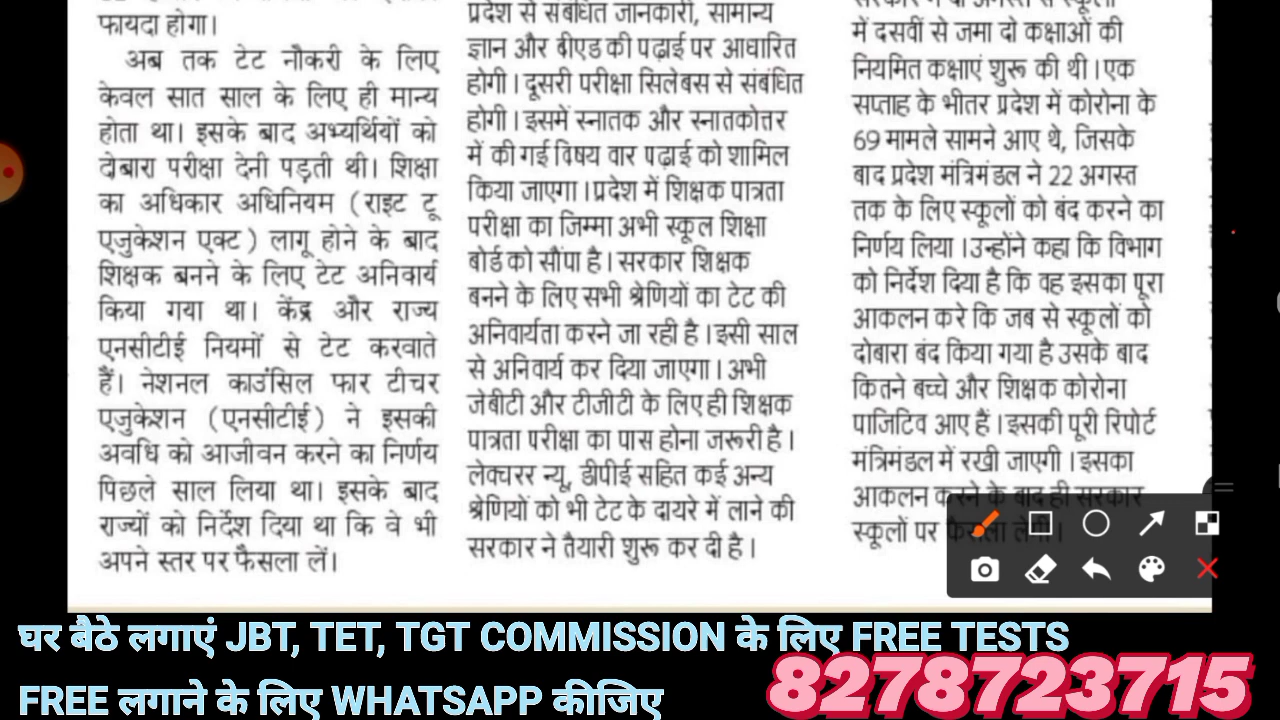 फायदा होगा।
अब तक टेट नौकरी के लिए
केवल सात साल के लिए ही मान्य
होता था। इसके बाद अभ्यर्थियों को
दोबारा परीक्षा देनी पड़ती थी। शिक्षा
का अधिकार अधिनियम (राइट टू
एजुकेशन एक्ट) लागू होने के बाद
शिक्षक बनने के लिए टेट अनिवार्य
किया गया था। केंद्र और राज्य
एनसीटीई नियमों से टेट करवाते
हैं। नेशनल काउंसिल फार टीचर
एजुकेशन (एनसीटीई) ने इसकी
अवधि को आजीवन करने का निर्णय
पिछले साल लिया था। इसके बाद
राज्यों को निर्देश दिया था कि वे भी
अपने स्तर पर फैसला लें।
प्रदेश से संबंधित जानकारी, सामान्य
ज्ञान और बीएड की पढ़ाई पर आधारित
होगी। दूसरी परीक्षा सिलेबस से संबंधित
होगी। इसमें स्नातक और स्नातकोत्तर
में की गई विषय वार पढ़ाई को शामिल
किया जाएगा। प्रदेश में शिक्षक पात्रता
परीक्षा का जिम्मा अभी स्कूल शिक्षा
बोर्ड को सौंपा है। सरकार शिक्षक
बनने के लिए सभी श्रेणियों का टेट की
अनिवार्यता करने जा रही है। इसी साल
से अनिवार्य कर दिया जाएगा। अभी
जेबीटी और टीजीटी के लिए ही शिक्षक
पात्रता परीक्षा का पास होना जरूरी है।
लेक्चरर न्यू, डीपीई सहित कई अन्य
श्रेणियों को भी टेट के दायरे में लाने की
सरकार ने तैयारी शुरू कर दी है।
में दसवीं से जमा दो कक्षाओं की
नियमित कक्षाएं शुरू की थी। एक
सप्ताह के भीतर प्रदेश में कोरोना के
69 मामले सामने आए थे, जिसके
बाद प्रदेश मंत्रिमंडल ने 22 अगस्त
तक के लिए स्कूलों को बंद करने का
निर्णय लिया। उन्होंने कहा कि विभाग
को निर्देश दिया है कि वह इसका पूरा
आकलन करे कि जब से स्कूलों को
दोबारा बंद किया गया है उसके बाद
कितने बच्चे और शिक्षक कोरोना
पाजिटिव आए हैं। इसकी पूरी रिपोर्ट
मंत्रिमंडल में रखी जाएगी। इसका
आकलन करने के बाद ही सरकार
स्कूलों पर फैसला लेगी।
घर बैठे लगाएं JBT, TET, TGT COMMISSION के लिए FREE TESTS
FREE लगाने के लिए WHATSAPP कीजिए
8278723715